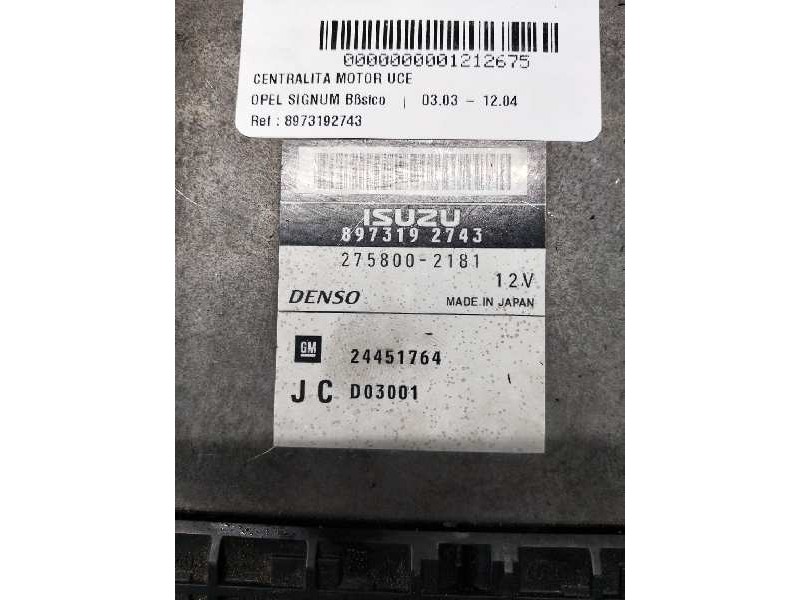 0000000001212675
CENTRALITA MOTOR UCE
OPEL SIGNUM Bßsico | 03.03 - 12.04
Ref : 8973192743
ISUZU
897319 2743
275800-2181
12V
DENSO MADE IN JAPAN
GM 24451764
JC D03001